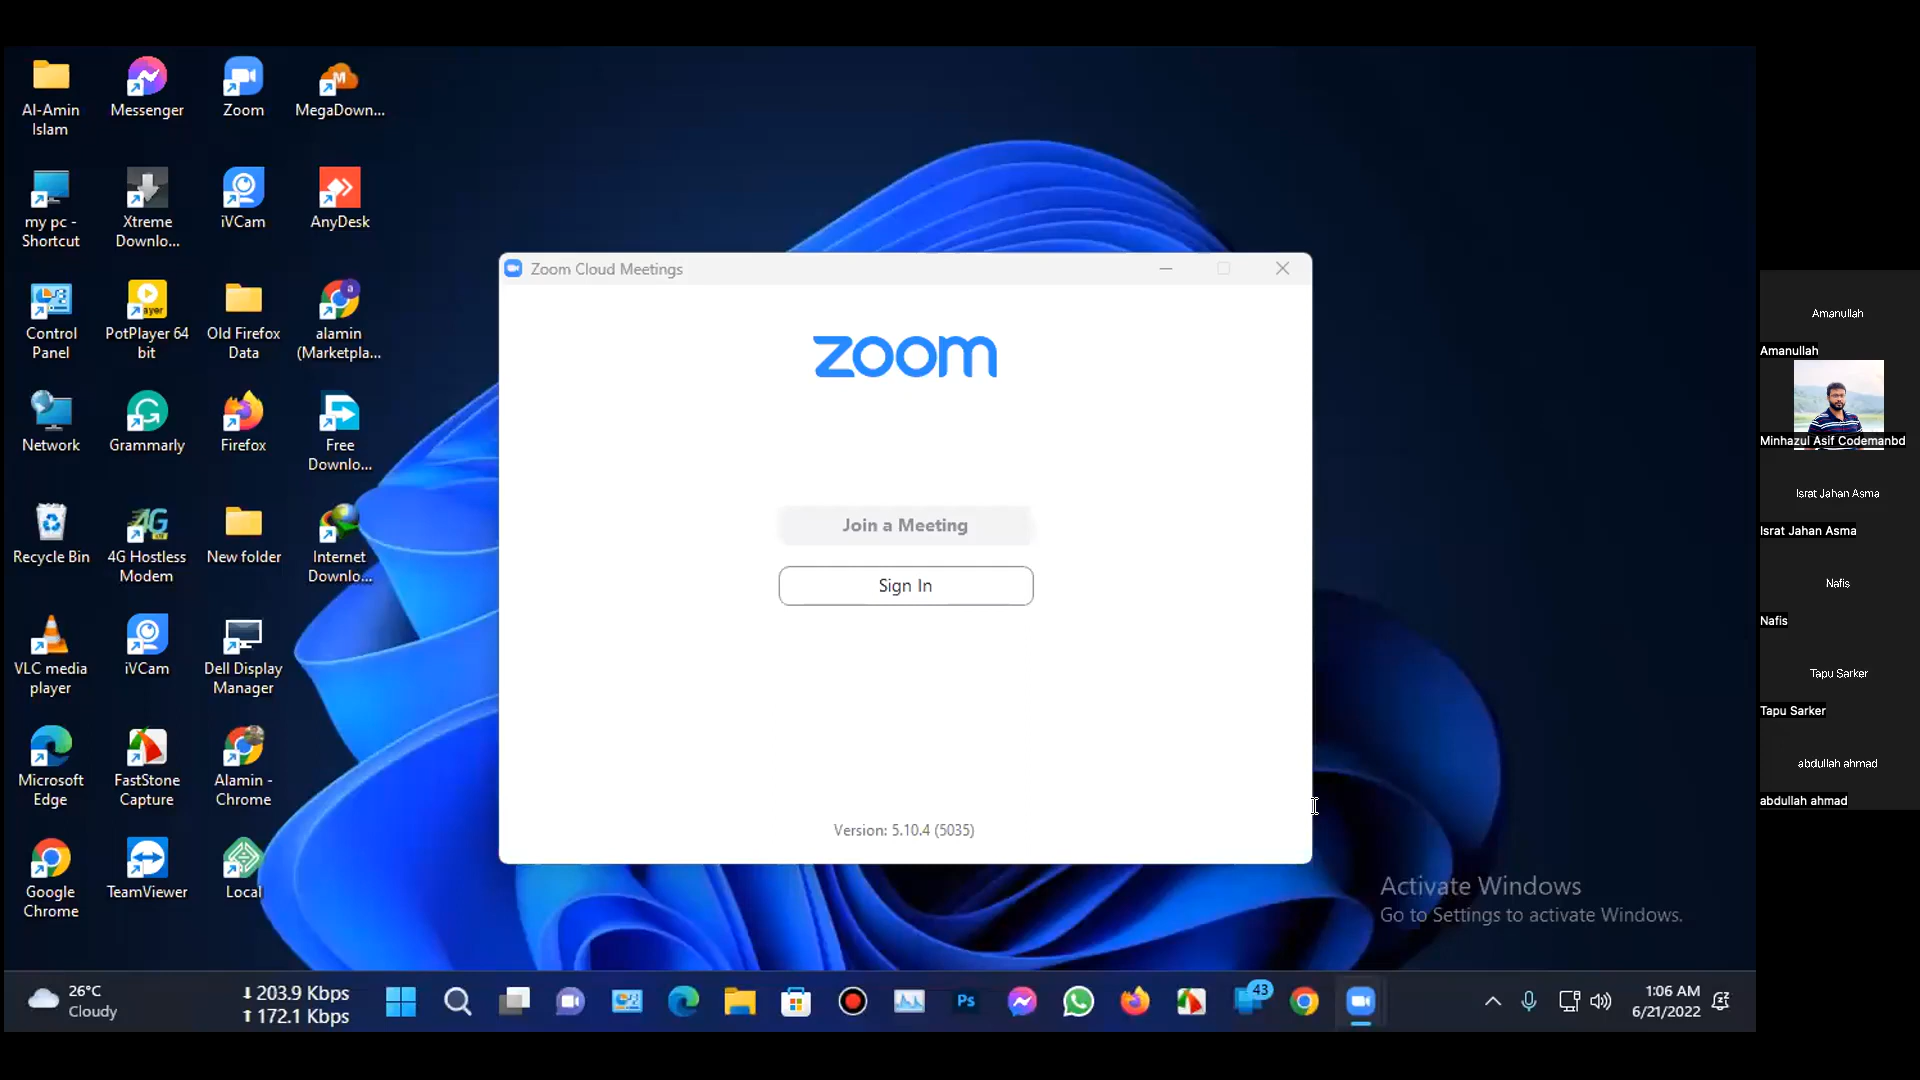 Al-Amin
Islam
Messenger
Zoom
MegaDown...
my pc -
Shortcut
Xtreme
Downlo...
iVCam
AnyDesk
Control
Panel
PotPlayer 64
bit
Old Firefox
Data
alamin
(Marketpla...
Network
Grammarly
Firefox
Free
Downlo...
Recycle Bin
4G Hostless
Modem
New folder
Internet
Downlo...
VLC media
player
iVCam
Dell Display
Manager
Microsoft
Edge
FastStone
Capture
Alamin -
Chrome
Google
Chrome
TeamViewer
Local
Zoom Cloud Meetings
zoom
Join a Meeting
Sign In
Version: 5.10.4 (5035)
Activate Windows
Go to Settings to activate Windows.
Amanullah
Amanullah
Minhazul Asif Codemanbd
Israt Jahan Asma
Israt Jahan Asma
Nafis
Nafis
Tapu Sarker
Tapu Sarker
abdullah ahmad
abdullah ahmad
26°C
Cloudy
203.9 Kbps
172.1 Kbps
Ps
43
1:06 AM
6/21/2022